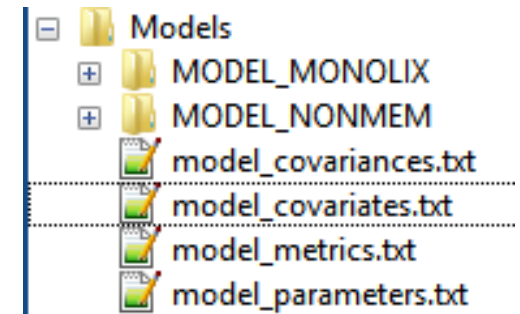 Models
MODEL_MONOLIX
MODEL_NONMEM
model_covariances.txt
model_covariates.txt
model_metrics.txt
model_parameters.txt